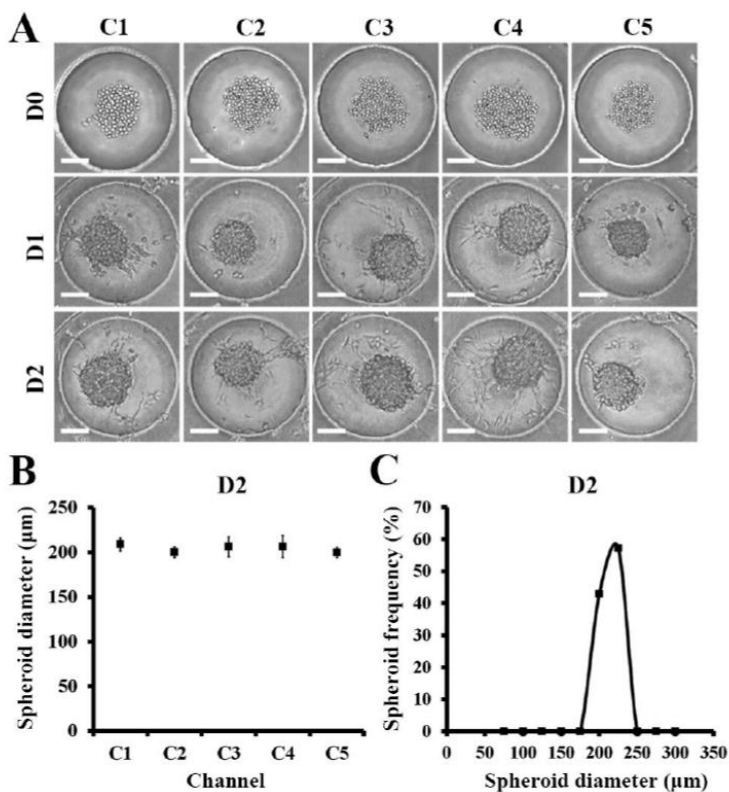 A
C1 C2 C3 C4 C5
D0
D1
D2
B
D2
Spheroid diameter (µm)
250
200
150
100
50
0
C1 C2 C3 C4 C5
Channel
C
D2
Spheroid frequency (%)
70
60
50
40
30
20
10
0
0 50 100 150 200 250 300 350
Spheroid diameter (µm)